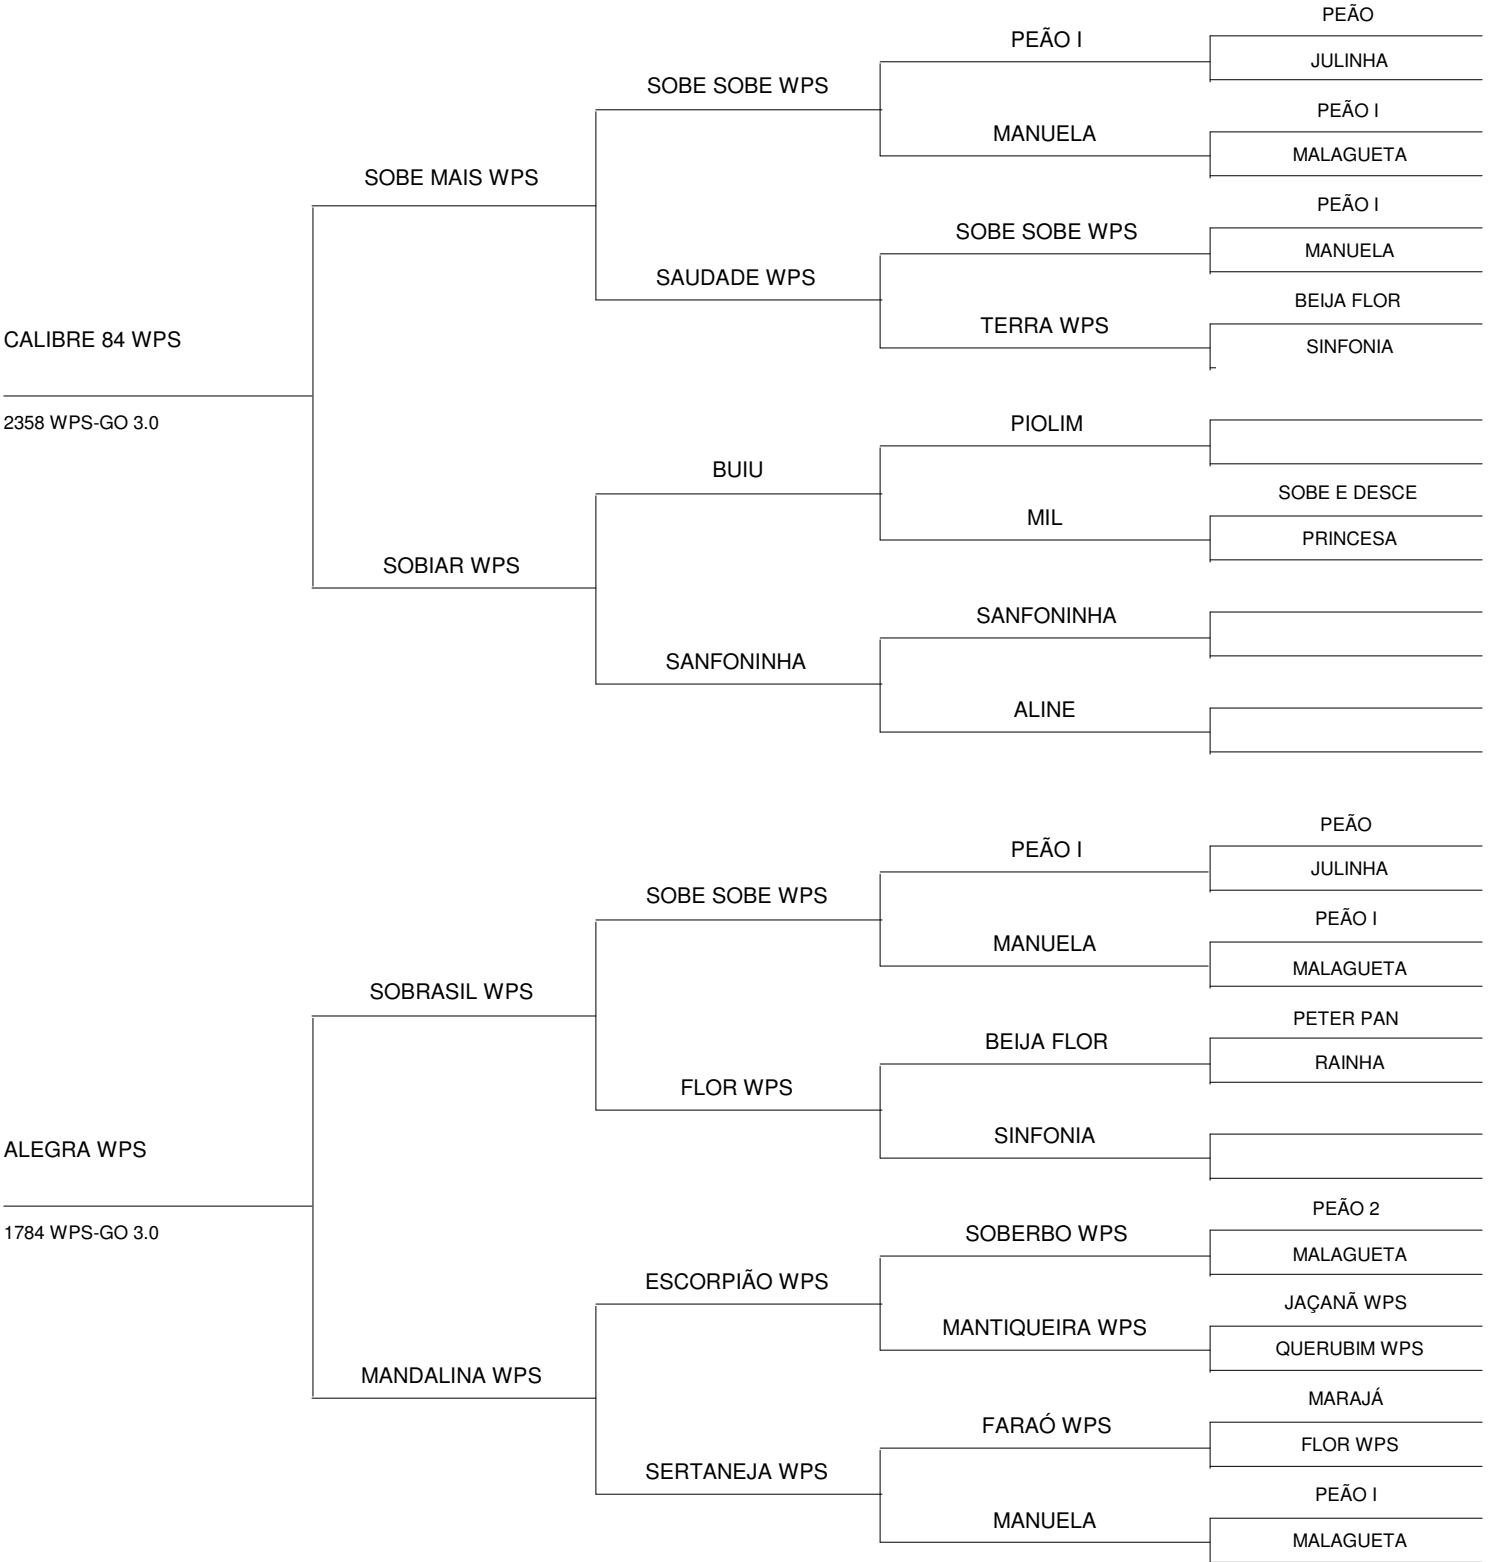 PEÃO
PEÃO I
JULINHA
SOBE SOBE WPS
PEÃO I
MANUELA
MALAGUETA
SOBE MAIS WPS
PEÃO I
SOBE SOBE WPS
MANUELA
SAUDADE WPS
BEIJA FLOR
TERRA WPS
CALIBRE 84 WPS
SINFONIA
2358 WPS-GO 3.0
PIOLIM
BUIU
SOBE E DESCE
MIL
PRINCESA
SOBIAR WPS
SANFONINHA
SANFONINHA
ALINE
PEÃO
PEÃO I
JULINHA
SOBE SOBE WPS
PEÃO I
MANUELA
MALAGUETA
SOBRASIL WPS
PETER PAN
BEIJA FLOR
RAINHA
FLOR WPS
SINFONIA
ALEGRA WPS
PEÃO 2
1784 WPS-GO 3.0
SOBERBO WPS
MALAGUETA
ESCORPIÃO WPS
JAÇANÃ WPS
MANTIQUEIRA WPS
QUERUBIM WPS
MANDALINA WPS
MARAJÁ
FARAÓ WPS
FLOR WPS
SERTANEJA WPS
PEÃO I
MANUELA
MALAGUETA